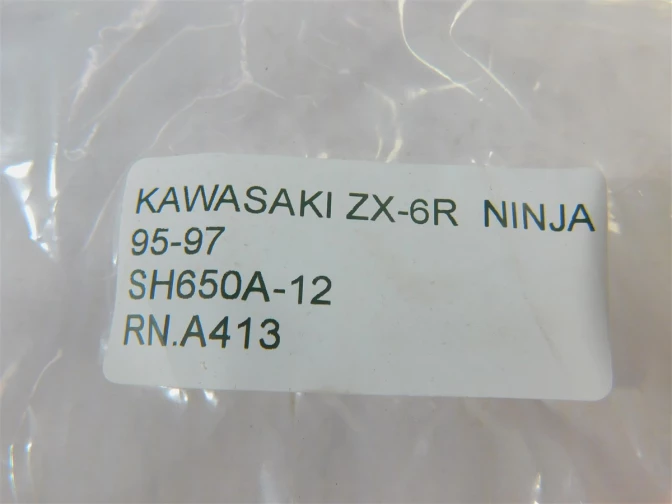 KAWASAKI ZX-6R NINJA
95-97
SH650A-12
RN.A413